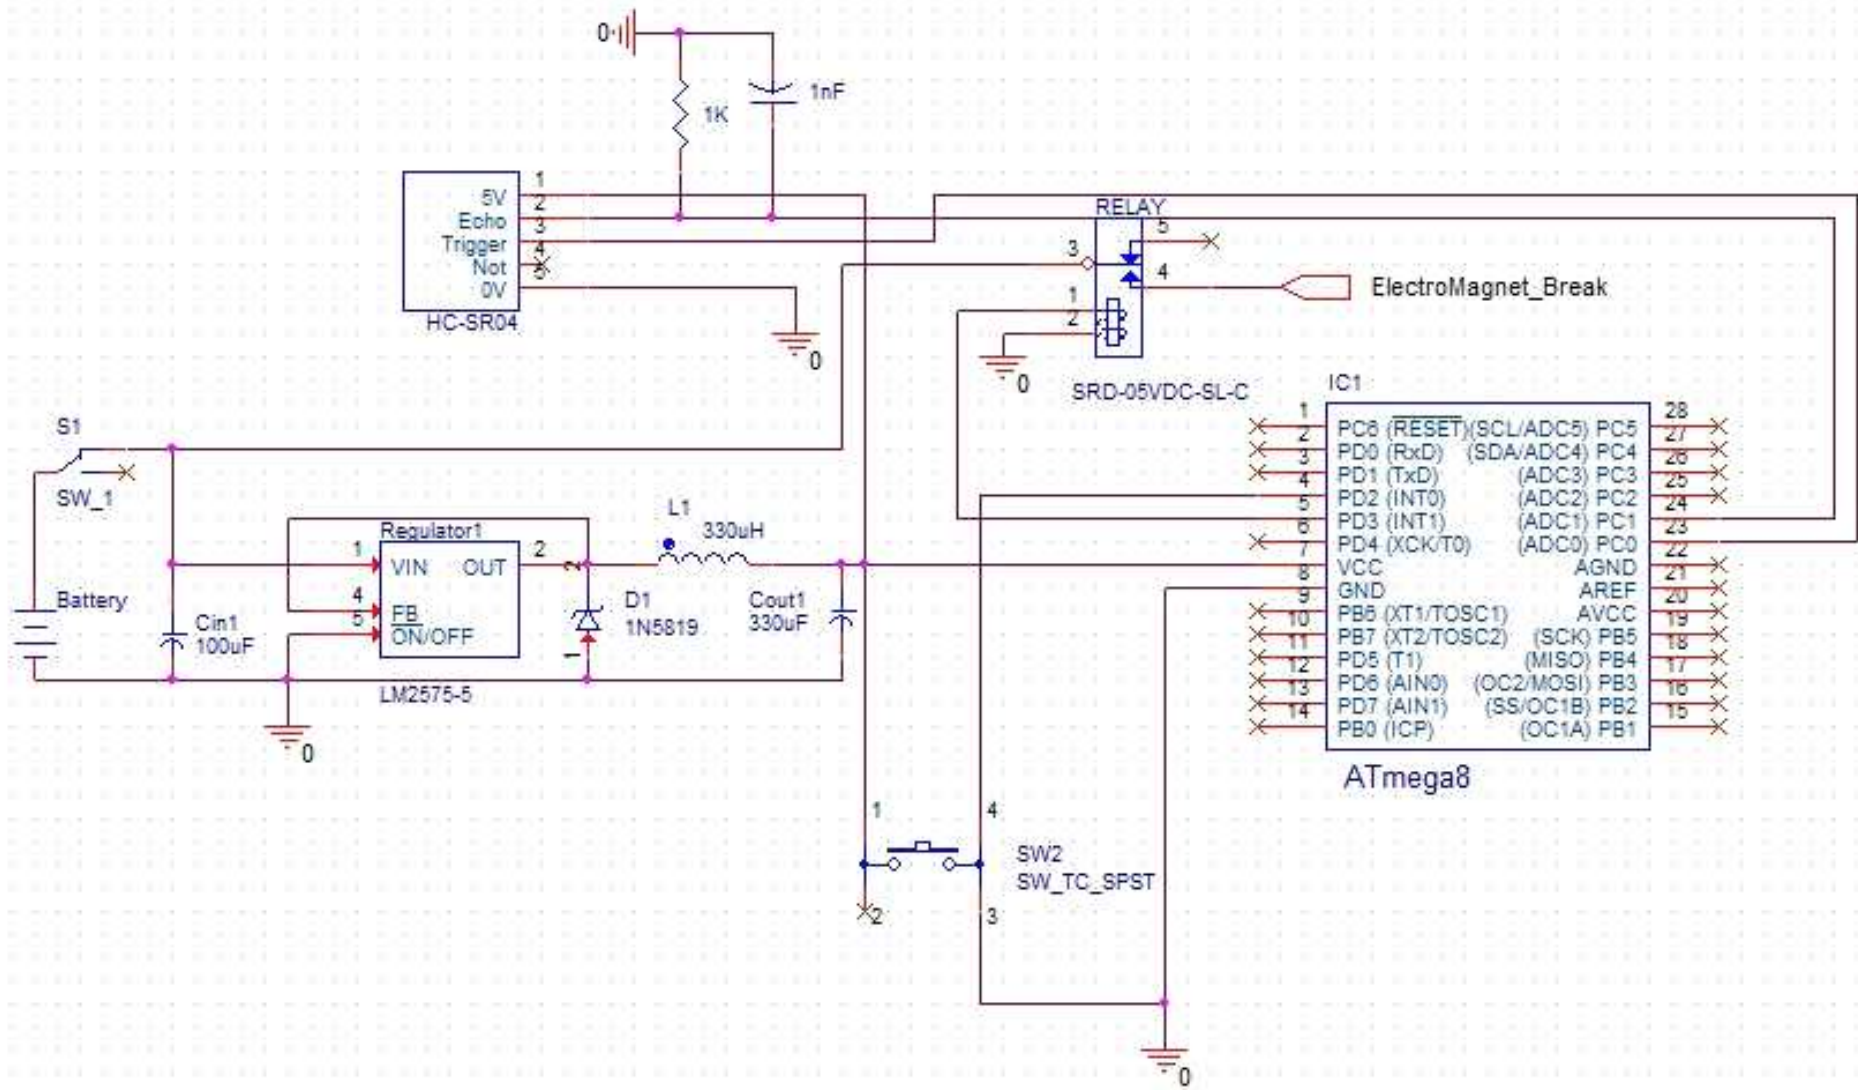 0
1K
1nF
1
5V
2
Echo
3
Trigger
4
Not
5
0V
HC-SR04
0
RELAY
5
3
4
1
2
ElectroMagnet_Break
0
SRD-05VDC-SL-C
S1
SW_1
Battery
Cin1
100uF
Regulator1
1
VIN
OUT
2
4
FB
5
ON/OFF
LM2575-5
0
L1
330uH
2
D1
1N5819
1
Cout1
330uF
IC1
1
PC6 (RESET)
(SCL/ADC5) PC5
28
2
PD0 (RxD)
(SDA/ADC4) PC4
27
3
PD1 (TxD)
(ADC3) PC3
26
4
PD2 (INT0)
(ADC2) PC2
25
5
PD3 (INT1)
(ADC1) PC1
24
6
PD4 (XCK/T0)
(ADC0) PC0
23
7
VCC
AGND
22
8
GND
AREF
21
9
PB6 (XT1/TOSC1)
AVCC
20
10
PB7 (XT2/TOSC2)
(SCK) PB5
19
11
PD5 (T1)
(MISO) PB4
18
12
PD6 (AIN0)
(OC2/MOSI) PB3
17
13
PD7 (AIN1)
(SS/OC1B) PB2
16
14
PB0 (ICP)
(OC1A) PB1
15
ATmega8
1
4
SW2
SW_TC_SPST
2
3
0